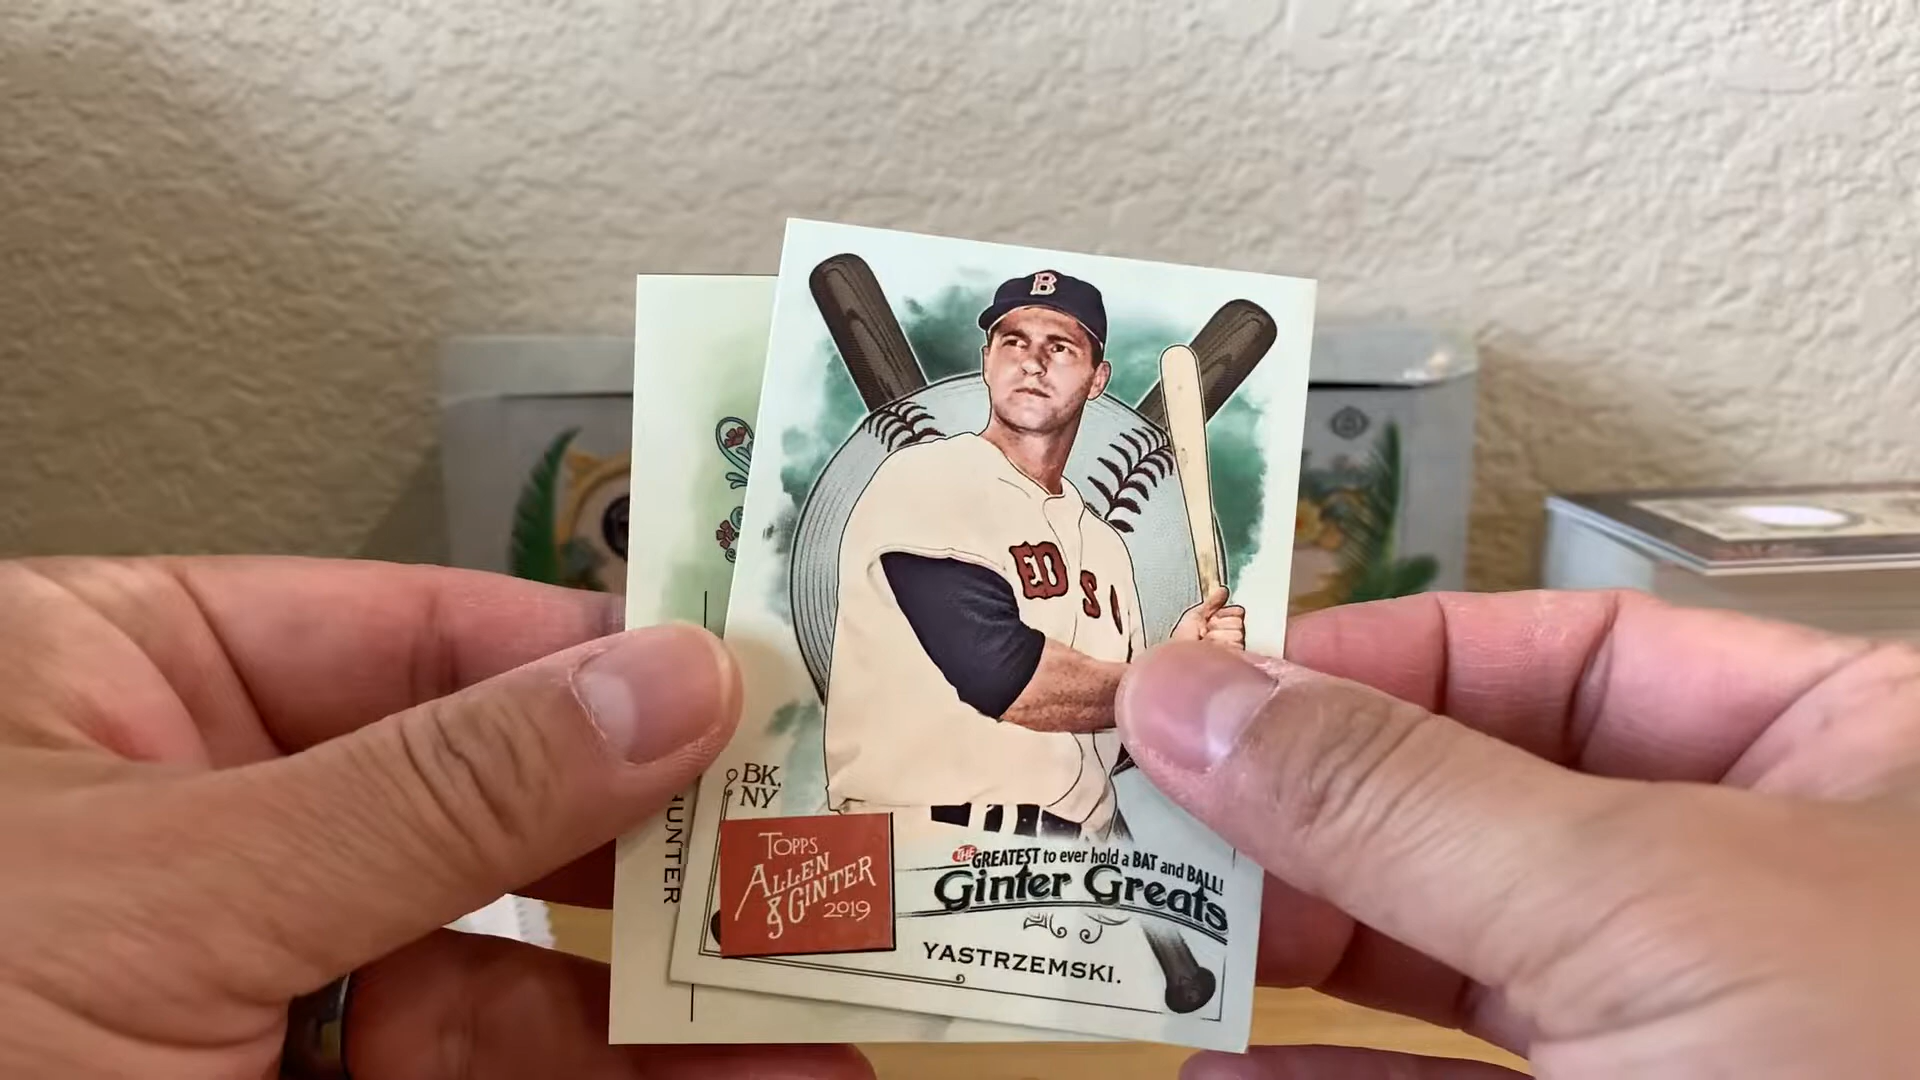 B
ED S
BK.
NY
TOPPS
ALLEN
& GINTER
2019
THE GREATEST to ever hold a BAT and BALL!
Ginter Greats
YASTRZEMSKI.
HUNTER